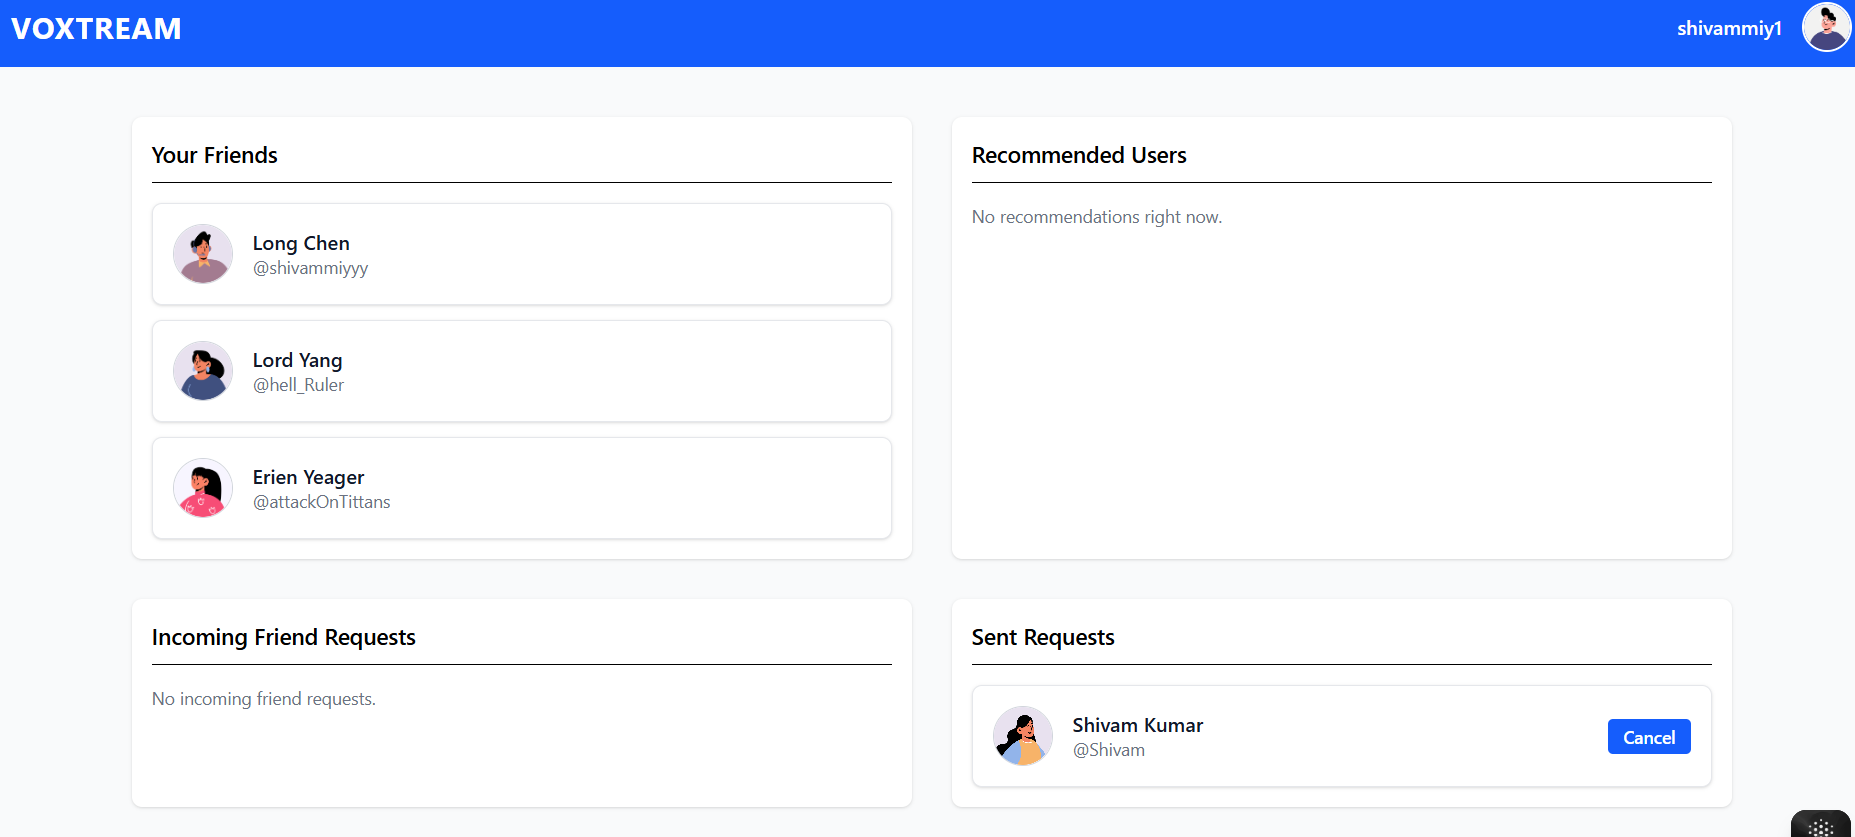 VOXTREAM
shivammiy1
Your Friends
Long Chen
@shivammiyyy
Lord Yang
@hell_Ruler
Erien Yeager
@attackOnTittans
Recommended Users
No recommendations right now.
Incoming Friend Requests
No incoming friend requests.
Sent Requests
Shivam Kumar
@Shivam
Cancel